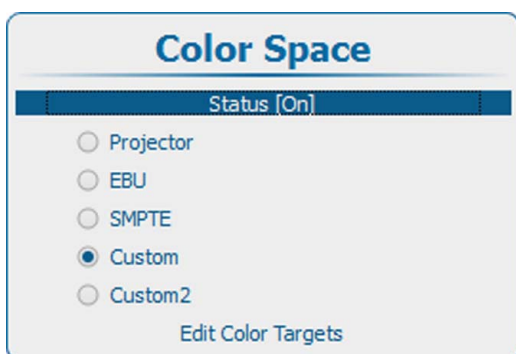 Color Space
Status [On]
Projector
EBU
SMPTE
Custom
Custom2
Edit Color Targets